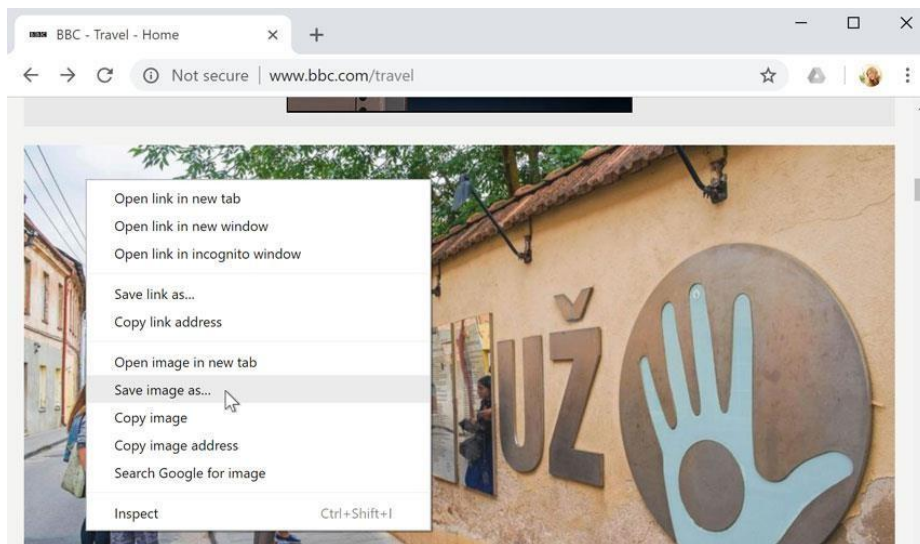 BBC BBC - Travel - Home
Not secure | www.bbc.com/travel
Open link in new tab
Open link in new window
Open link in incognito window
Save link as...
Copy link address
Open image in new tab
Save image as...
Copy image
Copy image address
Search Google for image
Inspect Ctrl+Shift+I
UŽ